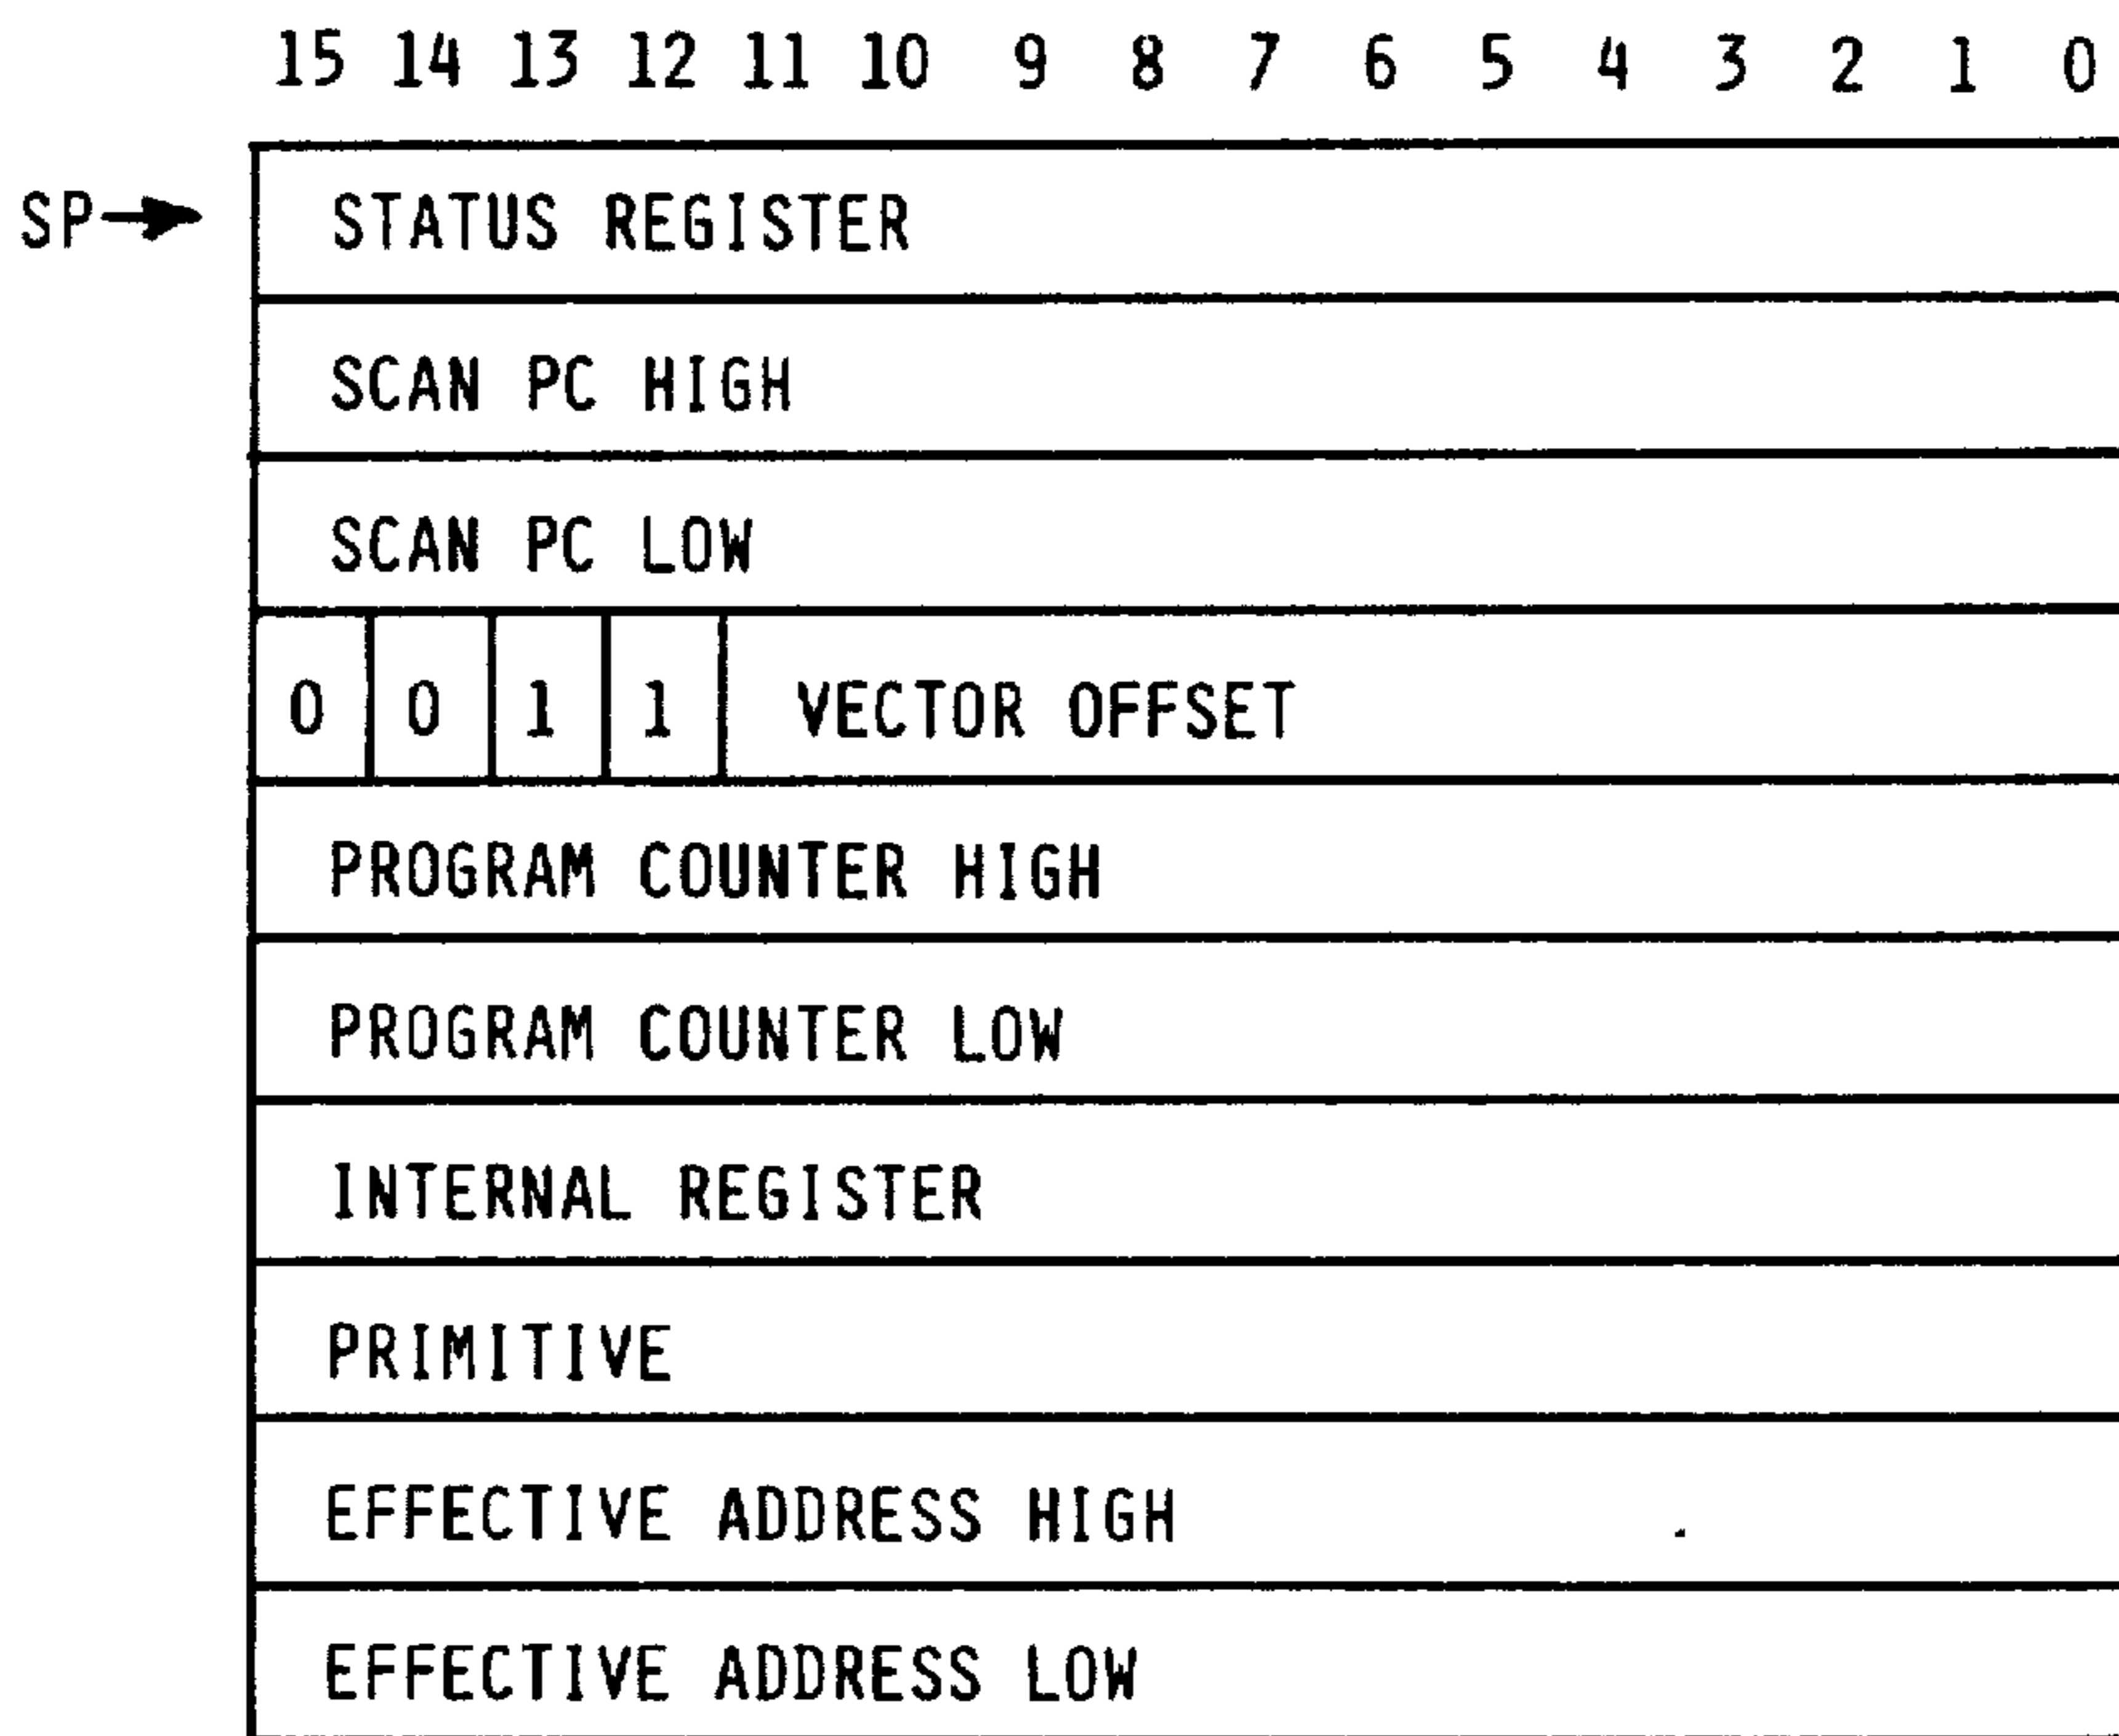 15 14 13 12 11 10 9 8 7 6 5 4 3 2 1 0
SP STATUS REGISTER
SCAN PC HIGH
SCAN PC LOW
0 0 1 1 VECTOR OFFSET
PROGRAM COUNTER HIGH
PROGRAM COUNTER LOW
INTERNAL REGISTER
PRIMITIVE
EFFECTIVE ADDRESS HIGH
EFFECTIVE ADDRESS LOW